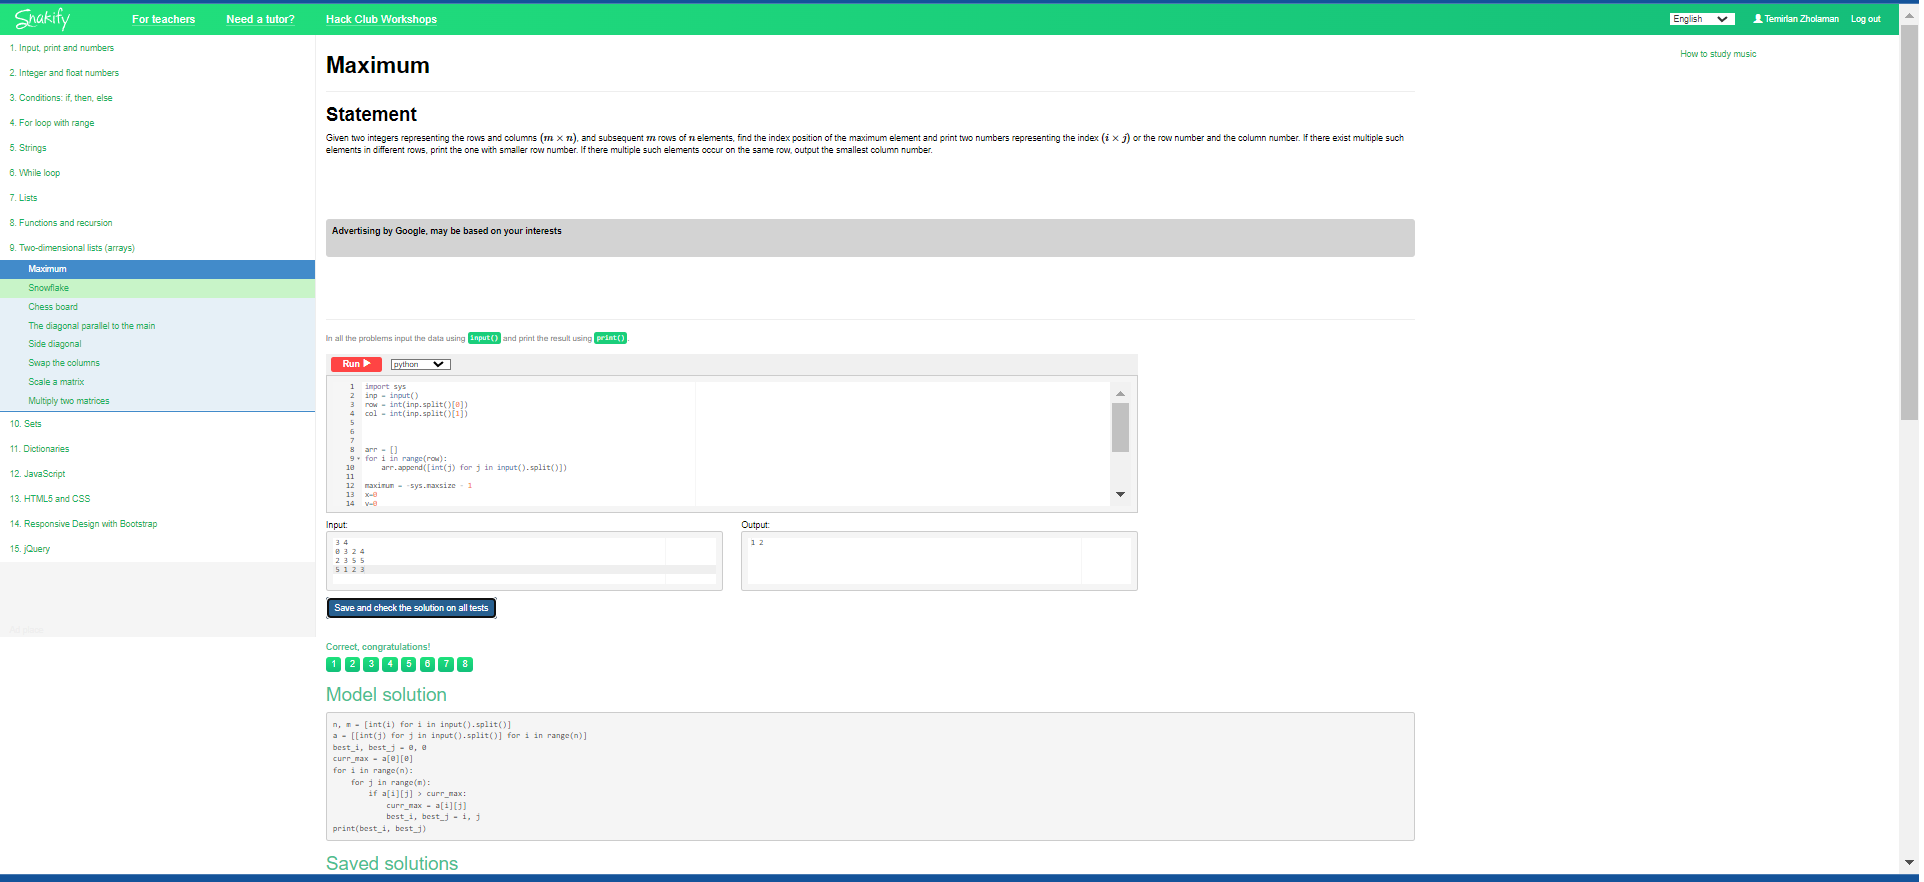 Snakify
For teachers
Need a tutor?
Hack Club Workshops
English
Temirlan Zholaman
Log out
1. Input, print and numbers
2. Integer and float numbers
3. Conditions: if, then, else
4. For loop with range
5. Strings
6. While loop
7. Lists
8. Functions and recursion
9. Two-dimensional lists (arrays)
Maximum
Snowflake
Chess board
The diagonal parallel to the main
Side diagonal
Swap the columns
Scale a matrix
Multiply two matrices
10. Sets
11. Dictionaries
12. JavaScript
13. HTML5 and CSS
14. Responsive Design with Bootstrap
15. jQuery
How to study music
Maximum
Statement
Given two integers representing the rows and columns (m × n), and subsequent m rows of n elements, find the index position of the maximum element and print two numbers representing the index (i × j) or the row number and the column number. If there exist multiple such
elements in different rows, print the one with smaller row number. If there multiple such elements occur on the same row, output the smallest column number.
Advertising by Google, may be based on your interests
In all the problems input the data using input() and print the result using print()
Run
python
1 import sys
2 inp = input()
3 row = int(inp.split()[0])
4 col = int(inp.split()[1])
5
6
7
8 arr = []
9 for i in range(row):
10 arr.append([int(j) for j in input().split()])
11
12 maximum = -sys.maxsize - 1
13 x=0
14 y=0
Input:
3 4
0 3 2 4
2 3 5 5
5 1 2 3
Output:
1 2
Save and check the solution on all tests
Correct, congratulations!
1 2 3 4 5 6 7 8
Model solution
n, m = [int(i) for i in input().split()]
a = [[int(j) for j in input().split()] for i in range(n)]
best_i, best_j = 0, 0
curr_max = a[0][0]
for i in range(n):
for j in range(m):
if a[i][j] > curr_max:
curr_max = a[i][j]
best_i, best_j = i, j
print(best_i, best_j)
Saved solutions